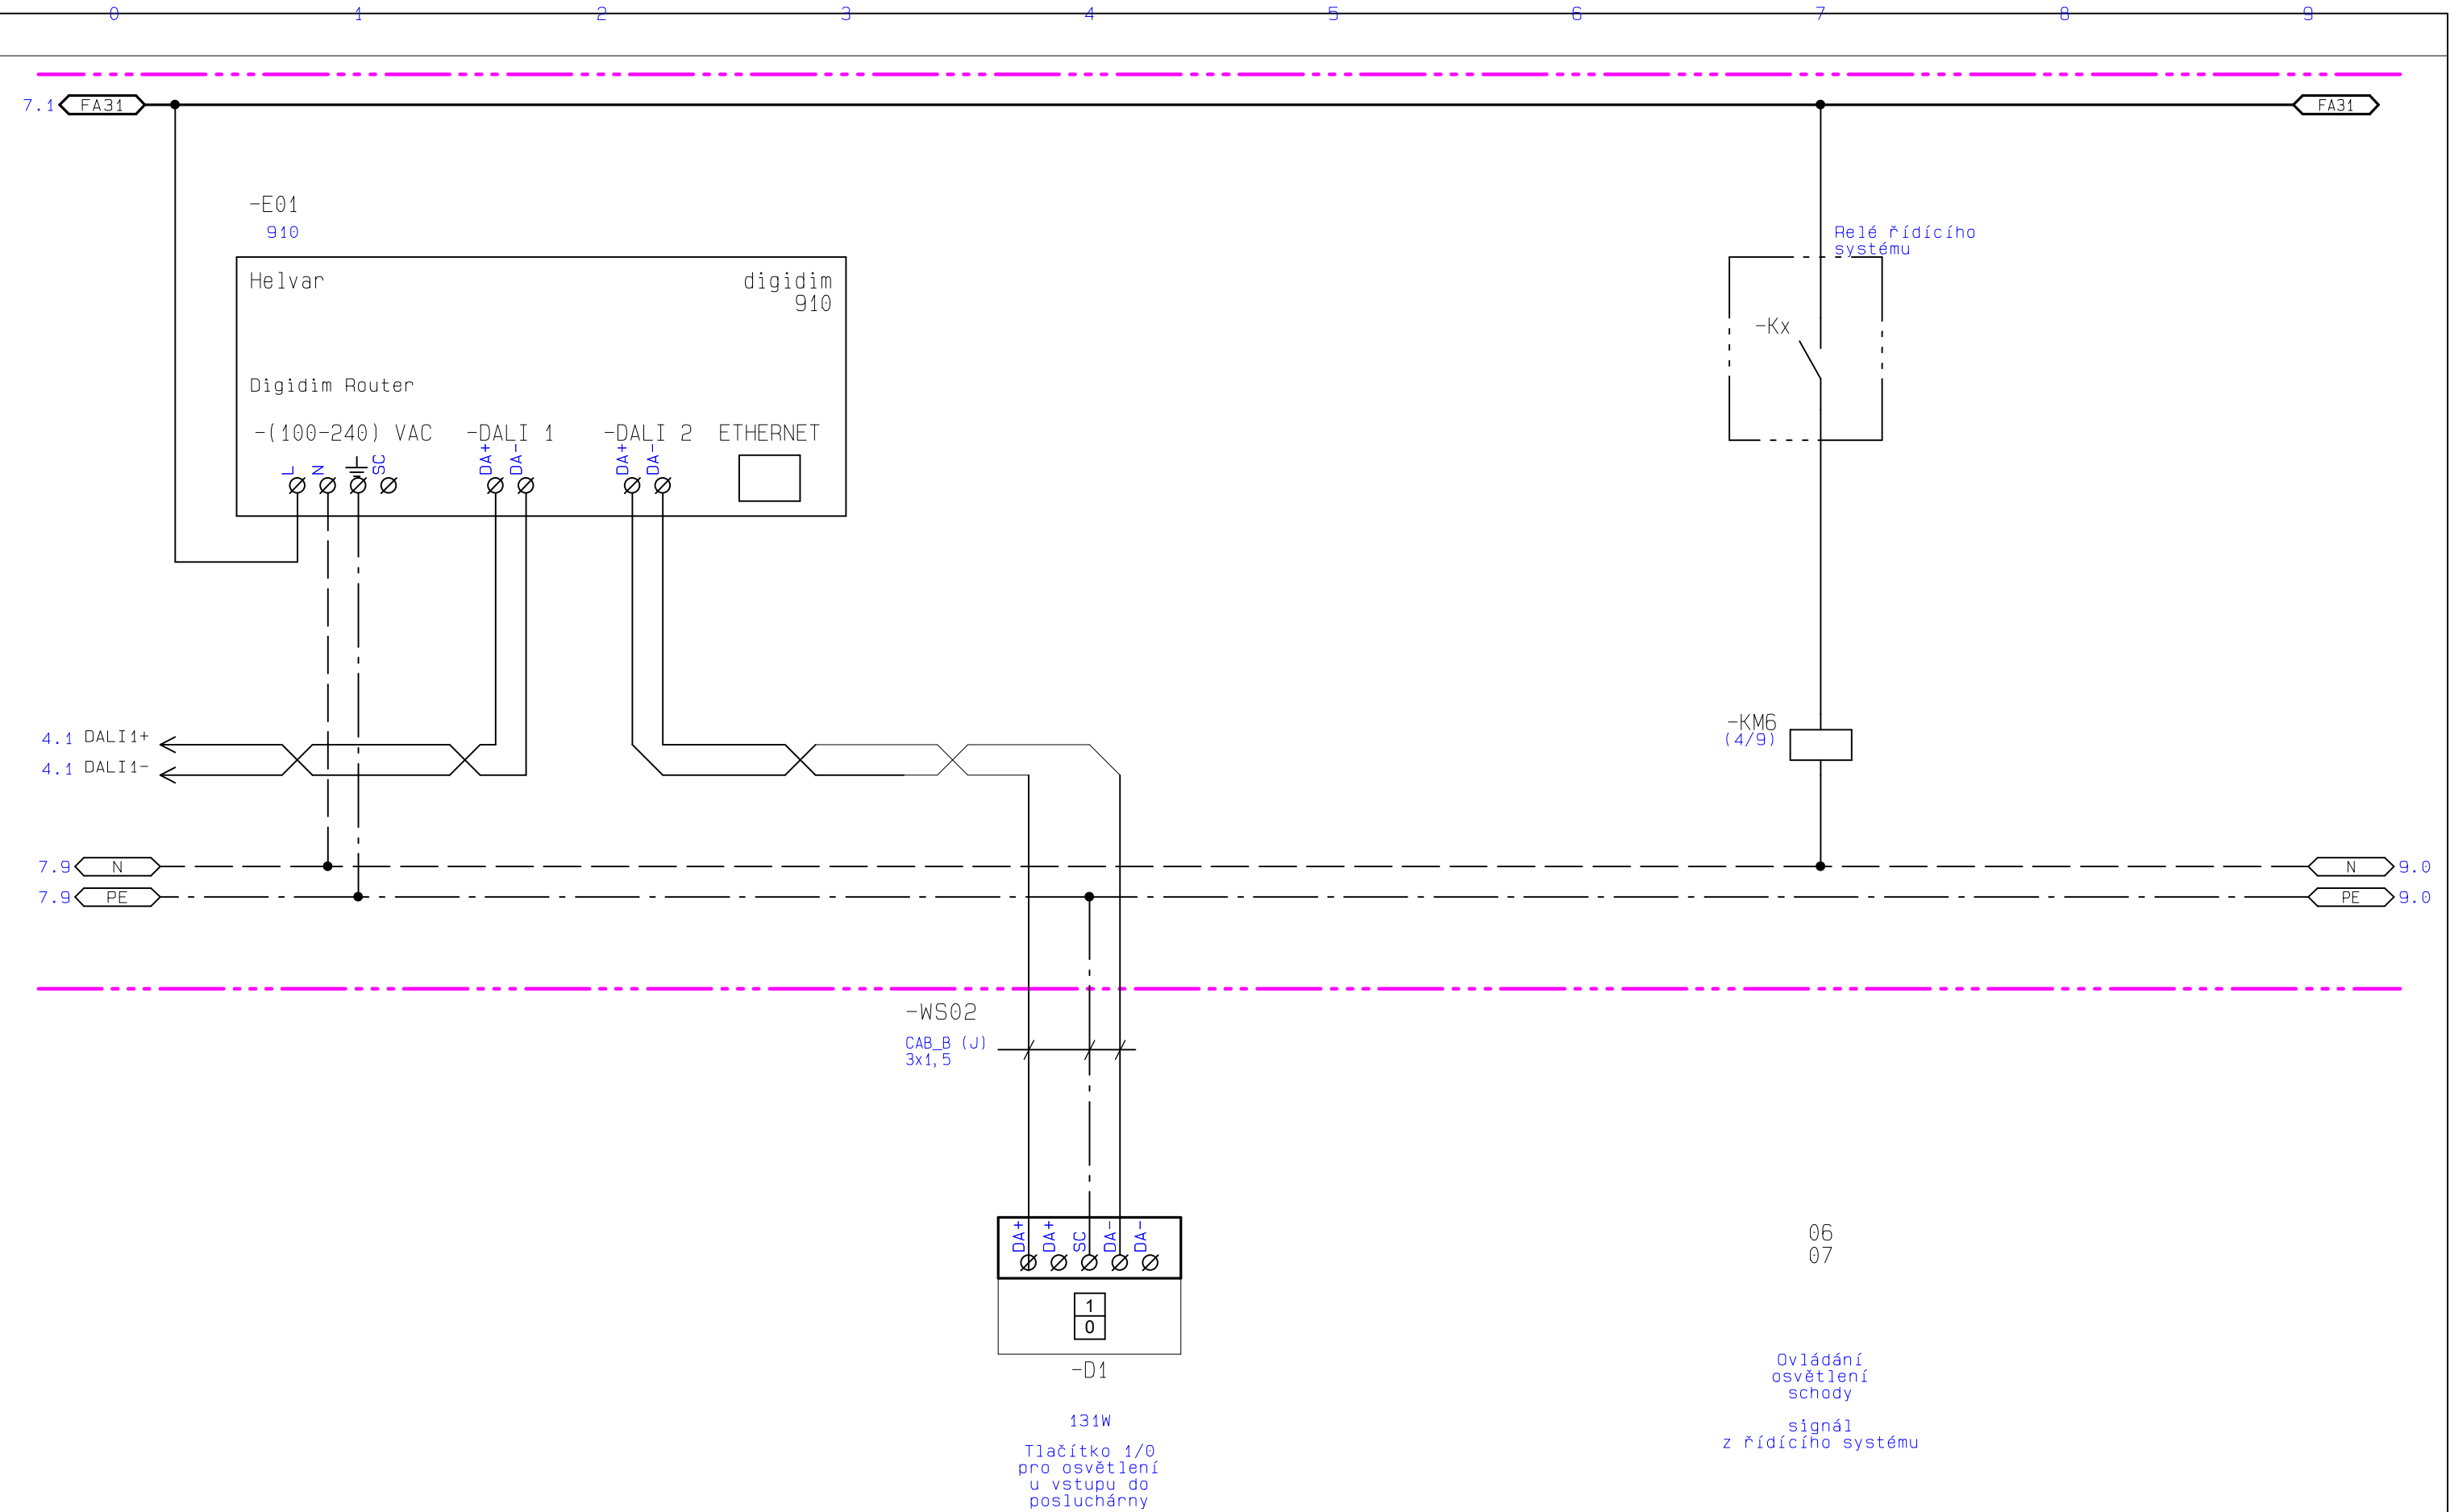 0 1 2 3 4 5 6 7 8 9
7.1 FA31 FA31
-E01
910
Relé řídícího
systému
Helvar digidim
910
-Kx
Digidim Router
-(100-240) VAC -DALI 1 -DALI 2 ETHERNET
L N SC DA+ DA- DA+ DA-
-KM6
(4/9)
4.1 DALI1+
4.1 DALI1-
7.9 N N 9.0
7.9 PE PE 9.0
-WS02
CAB_B (J)
3x1,5
DA+ DA+ SC DA- DA-
06
07
1
0
-D1
Ovládání
osvětlení
schody
signál
z řídícího systému
131W
Tlačítko 1/0
pro osvětlení
u vstupu do
posluchárny